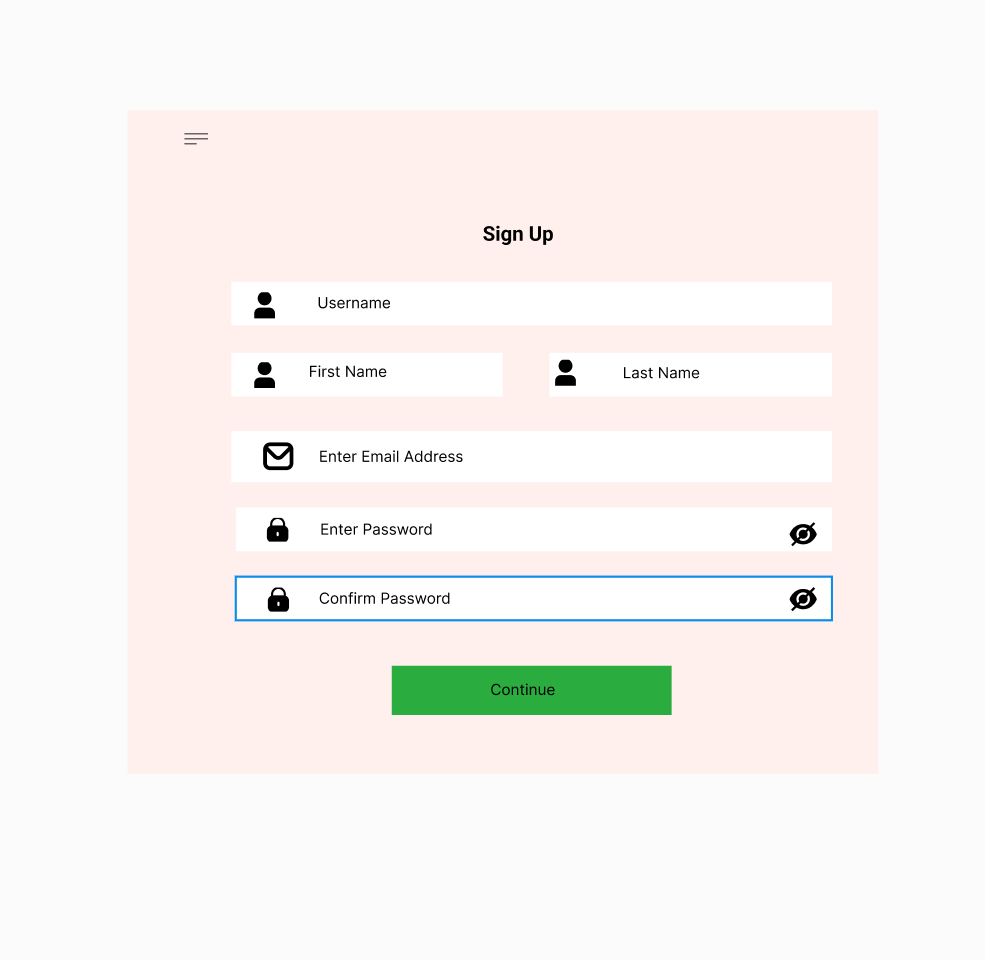 Sign Up
Username
First Name
Last Name
Enter Email Address
Enter Password
Confirm Password
Continue